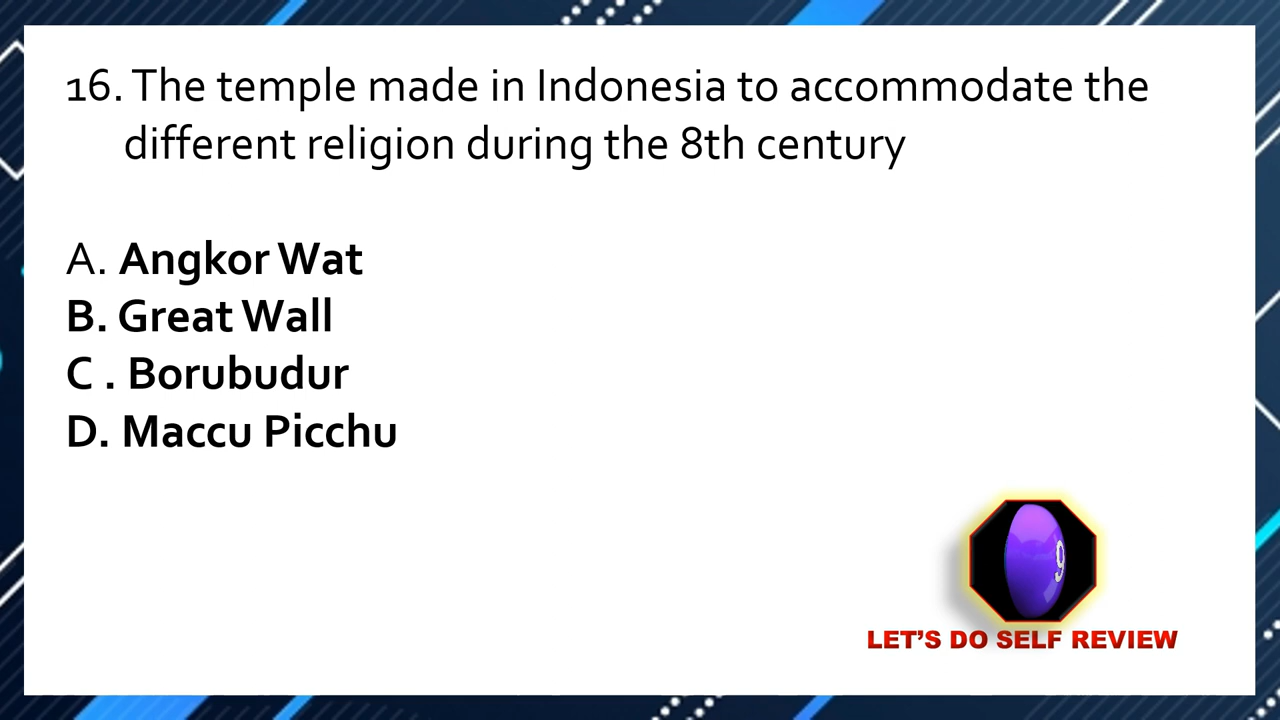 16. The temple made in Indonesia to accommodate the
different religion during the 8th century
A. Angkor Wat
B. Great Wall
C . Borubudur
D. Maccu Picchu
9
LET'S DO SELF REVIEW